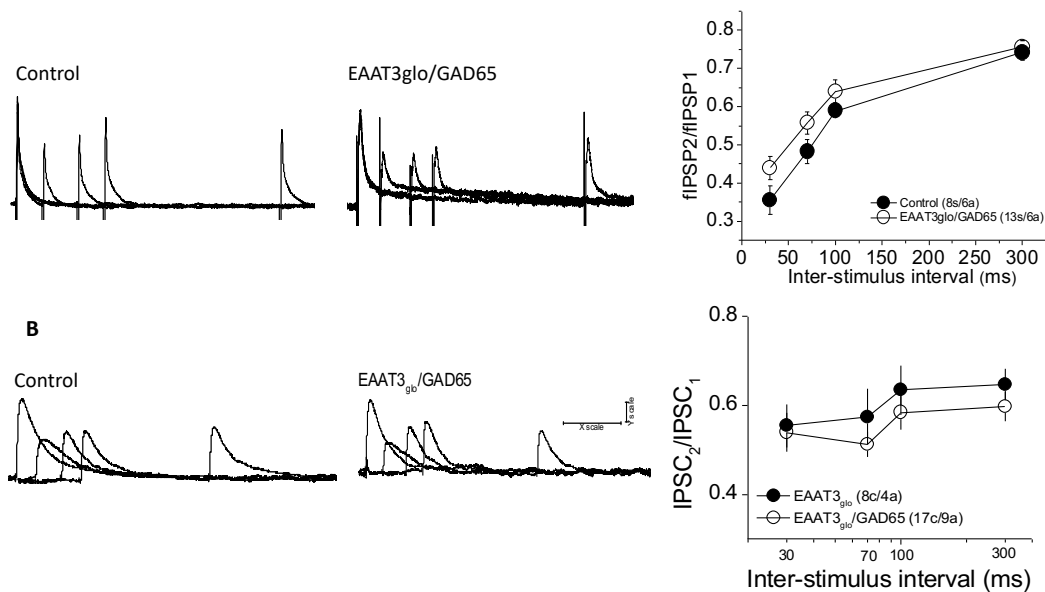 Control
EAAT3glo/GAD65
0.8
0.7
0.6
0.5
0.4
0.3
fIPSP2/fIPSP1
Control (8s/6a)
EAAT3glo/GAD65 (13s/6a)
0 50 100 150 200 250 300
Inter-stimulus interval (ms)
B
Control
EAAT3glo/GAD65
X scale
Y scale
0.8
0.6
0.4
IPSC2/IPSC1
EAAT3glo (8c/4a)
EAAT3glo/GAD65 (17c/9a)
30 70 100 300
Inter-stimulus interval (ms)